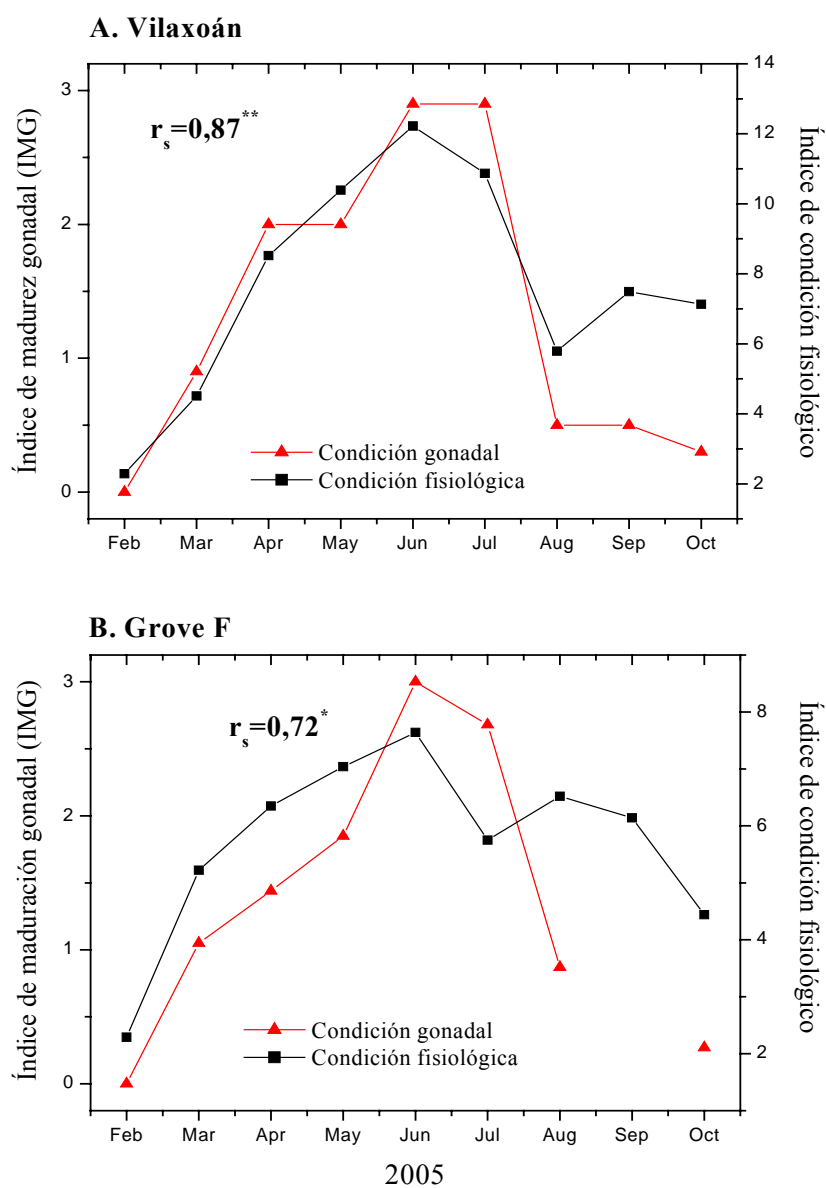 A. Vilaxoán
Índice de madurez gonadal (IMG)
3
2
1
0
r_s=0,87**
14
12
10
8
6
4
2
Índice de condición fisiológico
Condición gonadal
Condición fisiológica
Feb Mar Apr May Jun Jul Aug Sep Oct
B. Grove F
Índice de maduración gonadal (IMG)
3
2
1
0
r_s=0,72*
8
6
4
2
Índice de condición fisiológico
Condición gonadal
Condición fisiológica
Feb Mar Apr May Jun Jul Aug Sep Oct
2005